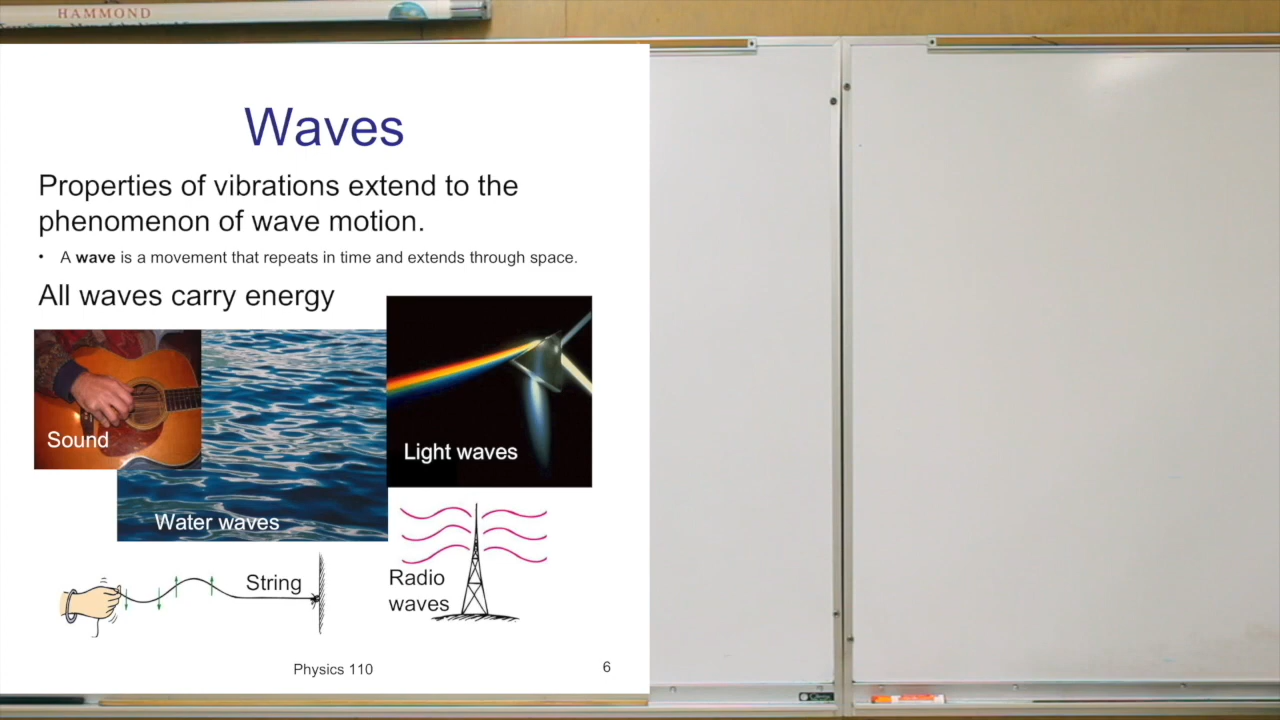 HAMMOND
Waves
Properties of vibrations extend to the
phenomenon of wave motion.
• A wave is a movement that repeats in time and extends through space.
All waves carry energy
Sound
Light waves
Water waves
String
Radio
waves
Physics 110
6